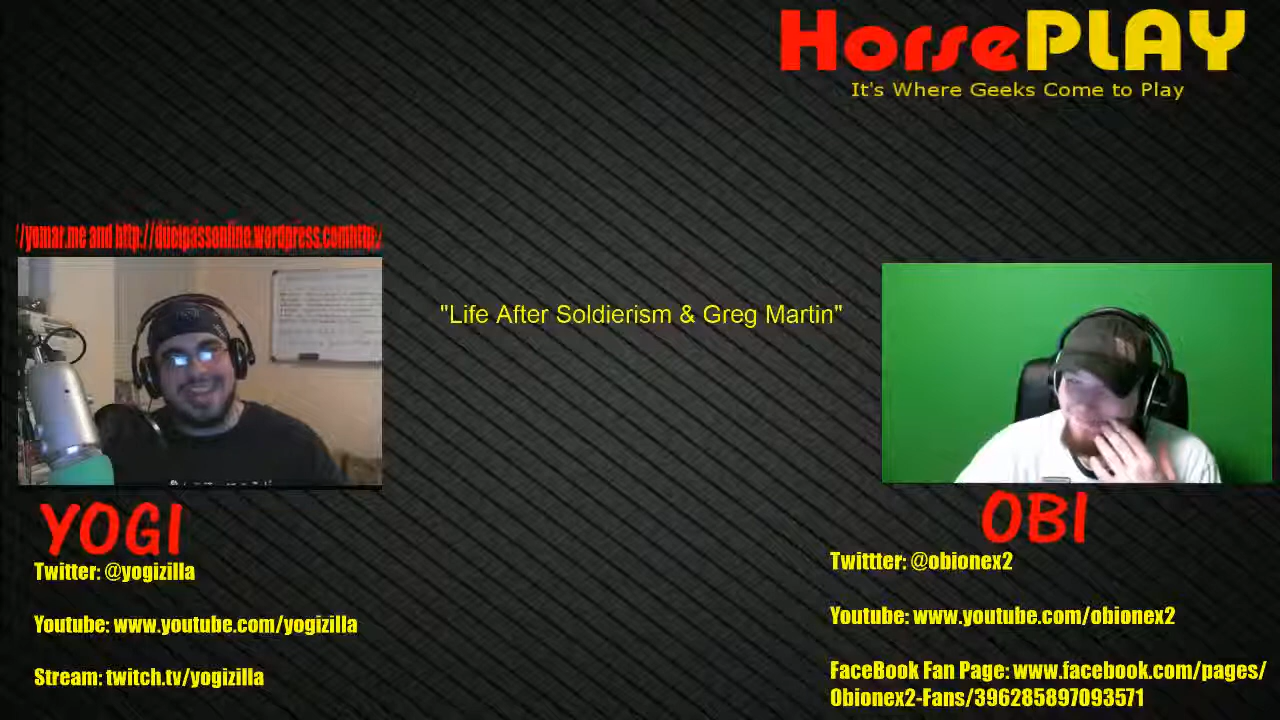 HorsePLAY
It's Where Geeks Come to Play
//yomar.me and http://dueipassonline.wordpress.comhttp:/
"Life After Soldierism & Greg Martin"
YOGI
Twitter: @yogizilla
Youtube: www.youtube.com/yogizilla
Stream: twitch.tv/yogizilla
OBI
Twittter: @obionex2
Youtube: www.youtube.com/obionex2
FaceBook Fan Page: www.facebook.com/pages/
Obionex2-Fans/396285897093571